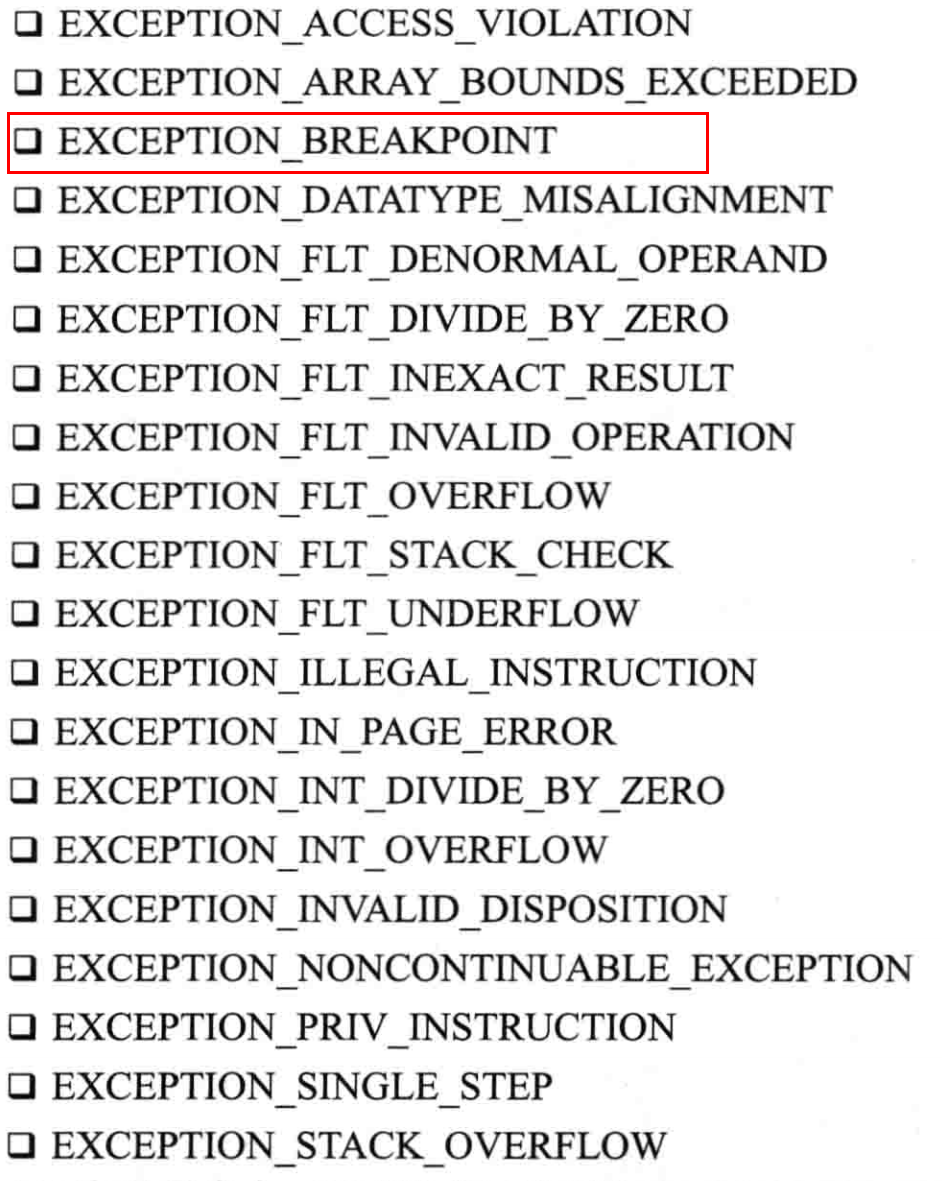 ❑ EXCEPTION_ACCESS_VIOLATION
❑ EXCEPTION_ARRAY_BOUNDS_EXCEEDED
❑ EXCEPTION_BREAKPOINT
❑ EXCEPTION_DATATYPE_MISALIGNMENT
❑ EXCEPTION_FLT_DENORMAL_OPERAND
❑ EXCEPTION_FLT_DIVIDE_BY_ZERO
❑ EXCEPTION_FLT_INEXACT_RESULT
❑ EXCEPTION_FLT_INVALID_OPERATION
❑ EXCEPTION_FLT_OVERFLOW
❑ EXCEPTION_FLT_STACK_CHECK
❑ EXCEPTION_FLT_UNDERFLOW
❑ EXCEPTION_ILLEGAL_INSTRUCTION
❑ EXCEPTION_IN_PAGE_ERROR
❑ EXCEPTION_INT_DIVIDE_BY_ZERO
❑ EXCEPTION_INT_OVERFLOW
❑ EXCEPTION_INVALID_DISPOSITION
❑ EXCEPTION_NONCONTINUABLE_EXCEPTION
❑ EXCEPTION_PRIV_INSTRUCTION
❑ EXCEPTION_SINGLE_STEP
❑ EXCEPTION_STACK_OVERFLOW